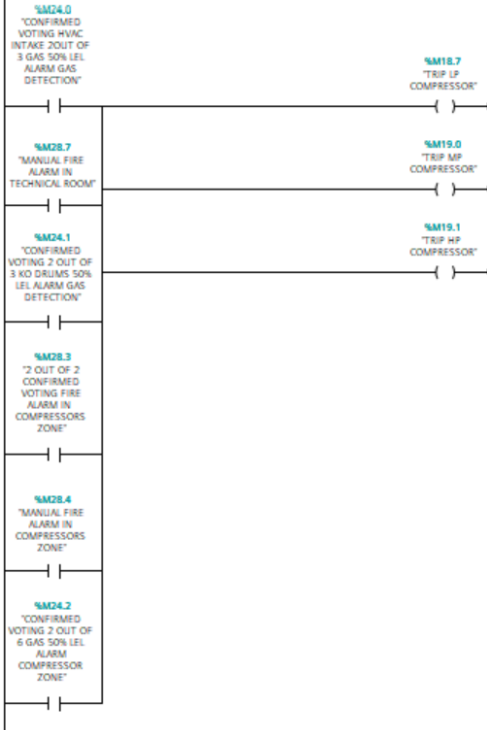 %M24.0
"CONFIRMED
VOTING HVAC
INTAKE 2OUT OF
3 GAS 50% LEL
ALARM GAS
DETECTION"
%M18.7
"TRIP LP
COMPRESSOR"
%M28.7
"MANUAL FIRE
ALARM IN
TECHNICAL ROOM"
%M19.0
"TRIP MP
COMPRESSOR"
%M24.1
"CONFIRMED
VOTING 2 OUT OF
3 KO DRUMS 50%
LEL ALARM GAS
DETECTION"
%M19.1
"TRIP HP
COMPRESSOR"
%M28.3
"2 OUT OF 2
CONFIRMED
VOTING FIRE
ALARM IN
COMPRESSORS
ZONE"
%M28.4
"MANUAL FIRE
ALARM IN
COMPRESSORS
ZONE"
%M24.2
"CONFIRMED
VOTING 2 OUT OF
6 GAS 50% LEL
ALARM
COMPRESSOR
ZONE"